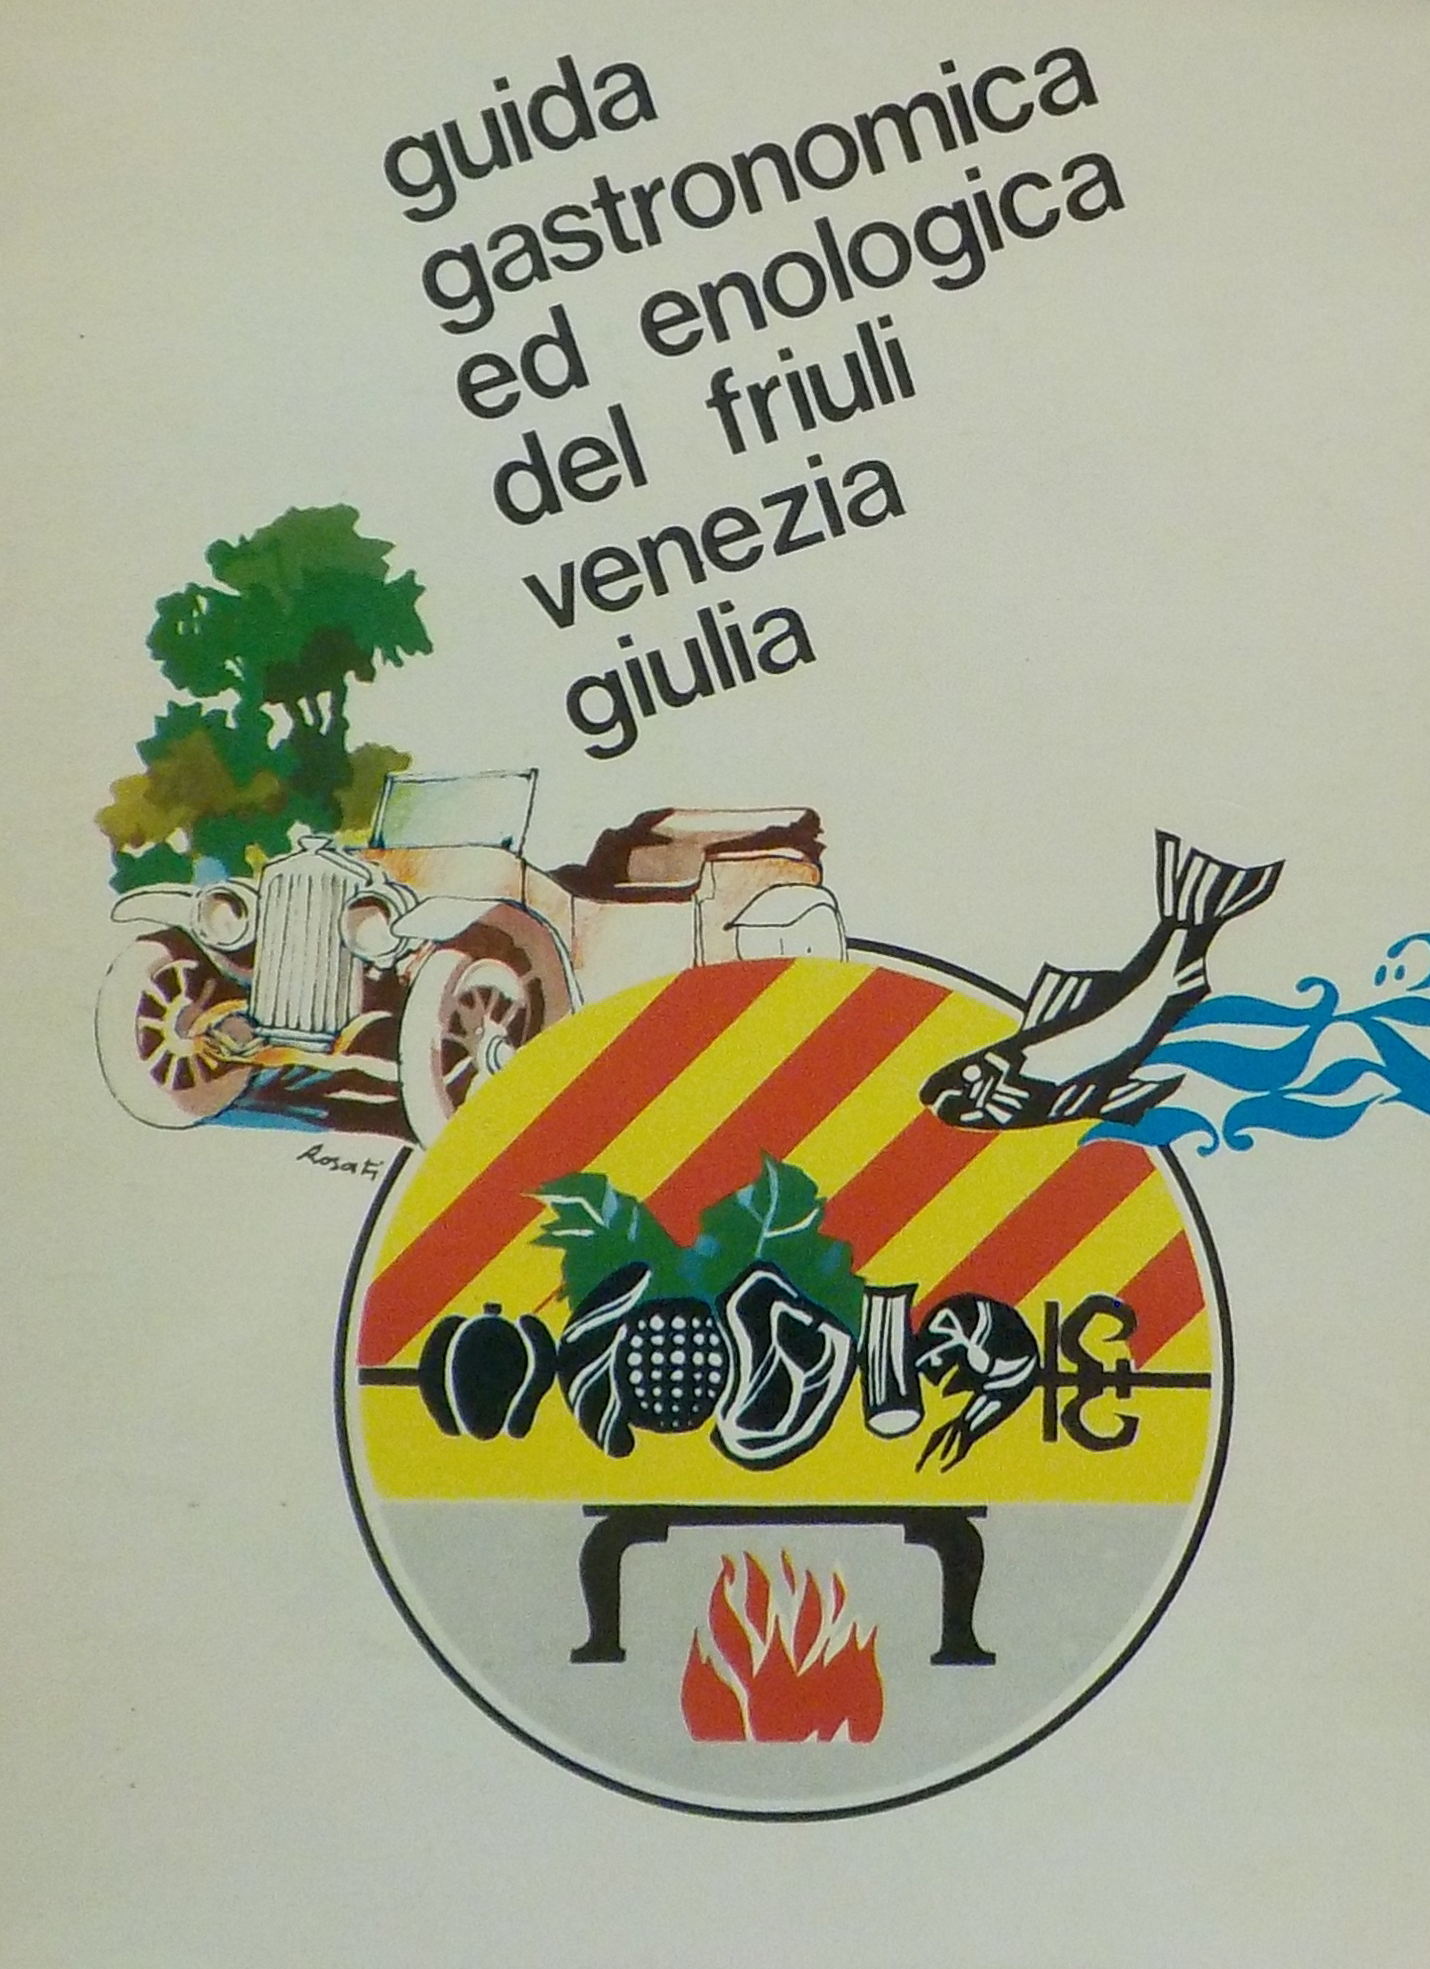 guida
gastronomica
ed enologica
del friuli
venezia
giulia
Rosati